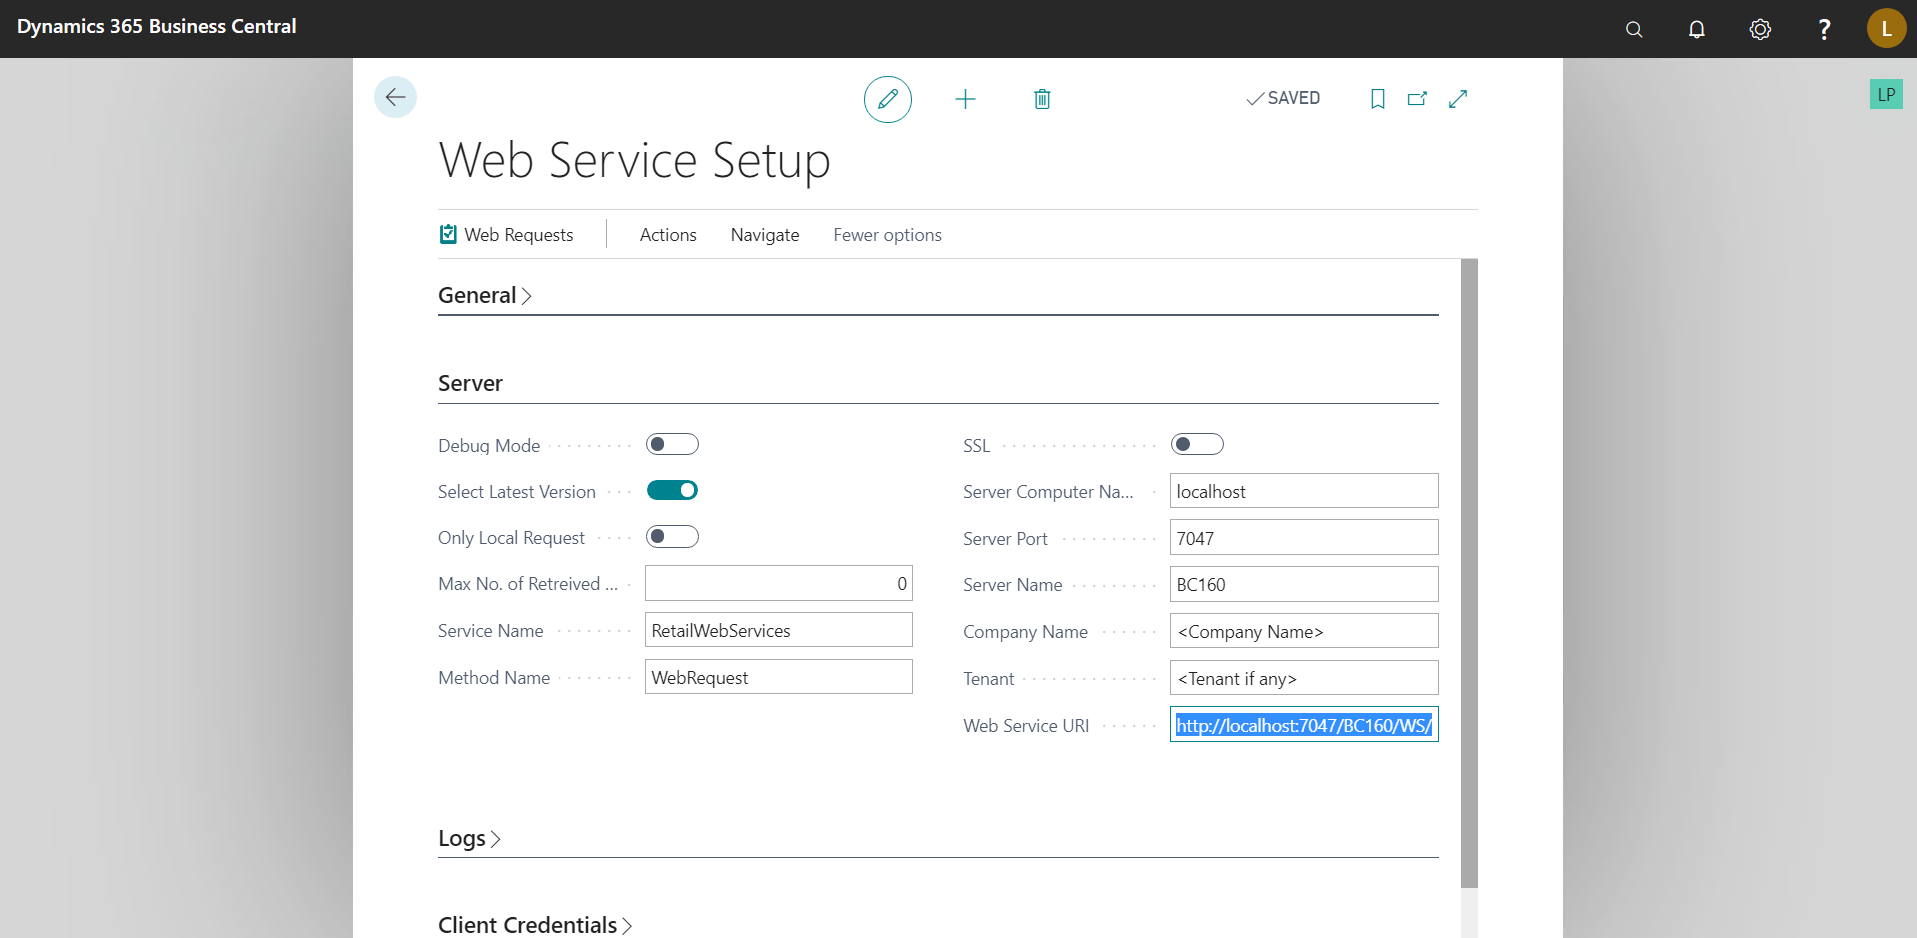 Dynamics 365 Business Central
?
L
LP
SAVED
Web Service Setup
Web Requests
Actions
Navigate
Fewer options
General
Server
Debug Mode
Select Latest Version
Only Local Request
Max No. of Retreived ...
0
Service Name
RetailWebServices
Method Name
WebRequest
SSL
Server Computer Na...
localhost
Server Port
7047
Server Name
BC160
Company Name
<Company Name>
Tenant
<Tenant if any>
Web Service URI
http://localhost:7047/BC160/WS/
Logs
Client Credentials